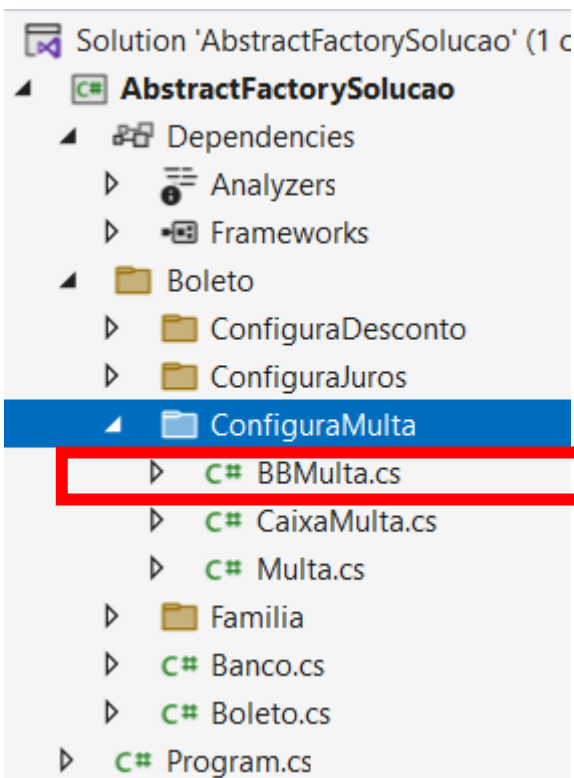 Solution 'AbstractFactorySolucao' (1 c
C# AbstractFactorySolucao
Dependencies
Analyzers
Frameworks
Boleto
ConfiguraDesconto
ConfiguraJuros
ConfiguraMulta
C# BBMulta.cs
C# CaixaMulta.cs
C# Multa.cs
Familia
C# Banco.cs
C# Boleto.cs
C# Program.cs